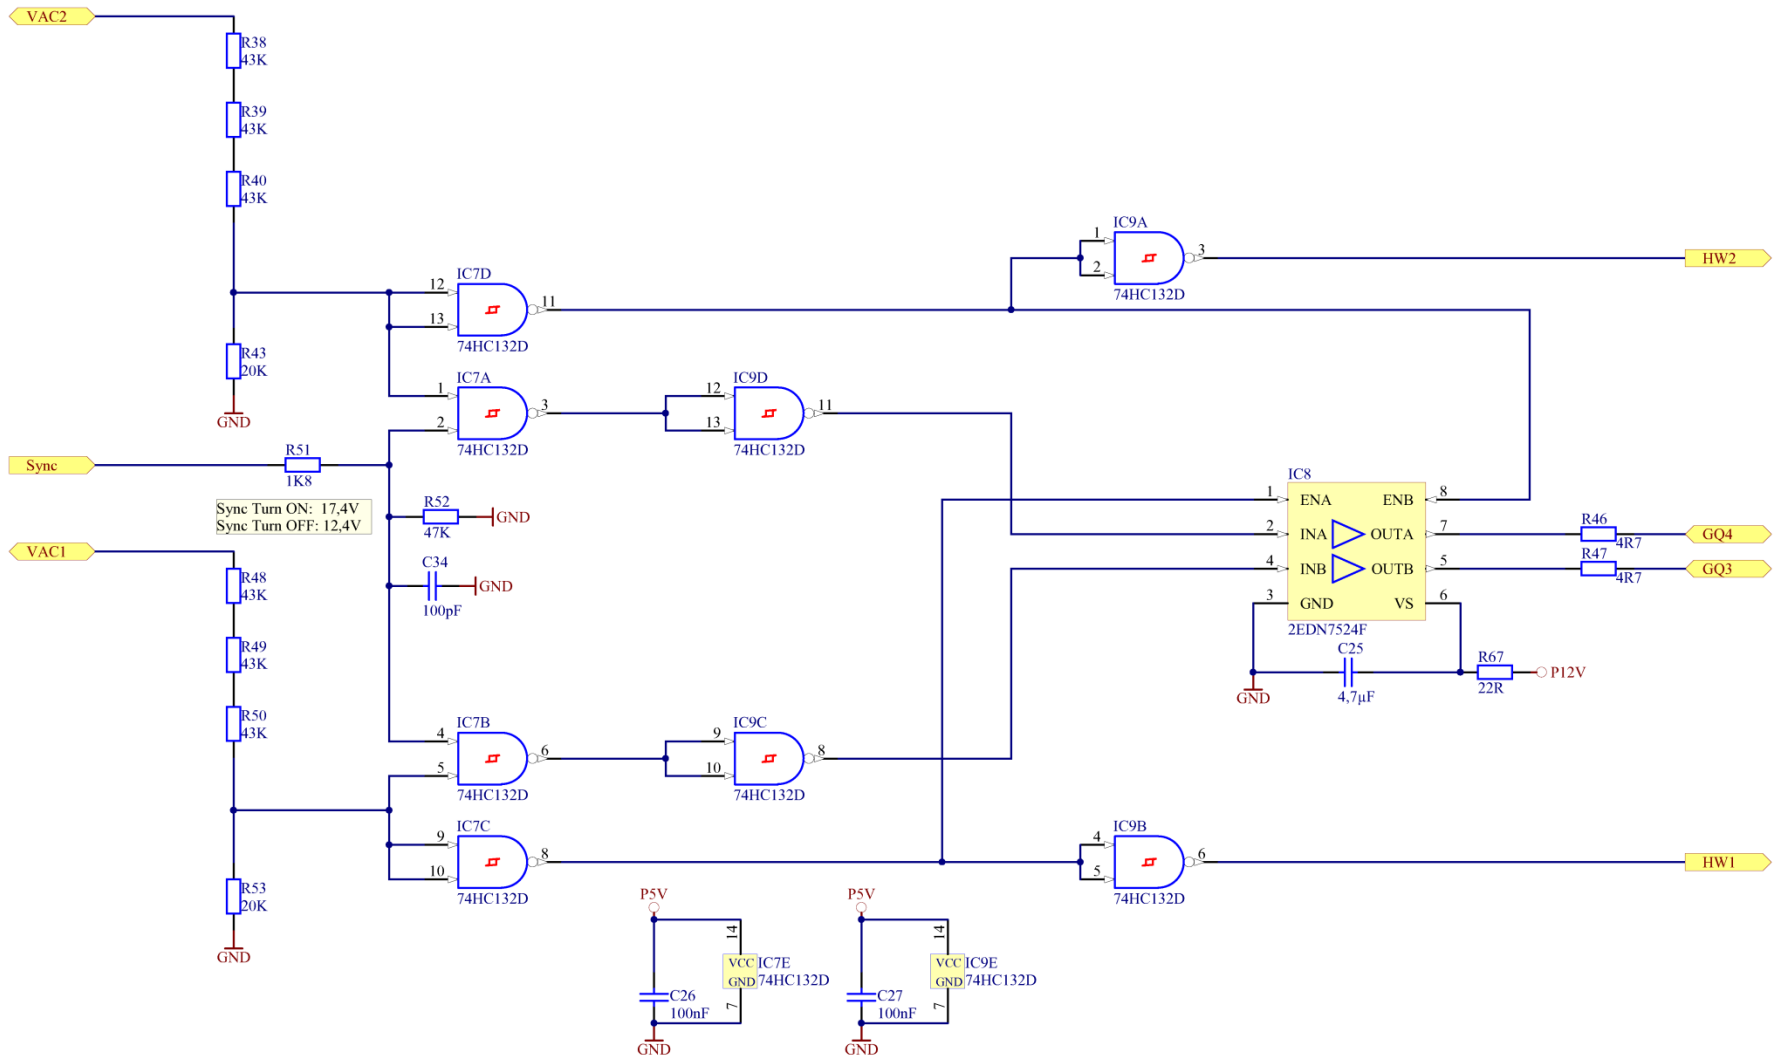 VAC2
R38
43K
R39
43K
R40
43K
R43
20K
GND
IC7D
12
13
11
74HC132D
IC7A
1
2
3
74HC132D
IC9D
12
13
11
74HC132D
IC9A
1
2
3
74HC132D
HW2
Sync
R51
1K8
Sync Turn ON: 17,4V
Sync Turn OFF: 12,4V
R52
47K
GND
C34
100pF
GND
VAC1
R48
43K
R49
43K
R50
43K
R53
20K
GND
IC7B
4
5
6
74HC132D
IC9C
9
10
8
74HC132D
IC7C
9
10
8
74HC132D
IC9B
4
5
6
74HC132D
HW1
IC8
1 ENA ENB 8
2 INA OUTA 7
4 INB OUTB 5
3 GND VS 6
2EDN7524F
R46
4R7
GQ4
R47
4R7
GQ3
C25
4,7µF
GND
R67
22R
P12V
P5V
14
VCC
GND
7
IC7E
74HC132D
C26
100nF
GND
P5V
14
VCC
GND
7
IC9E
74HC132D
C27
100nF
GND